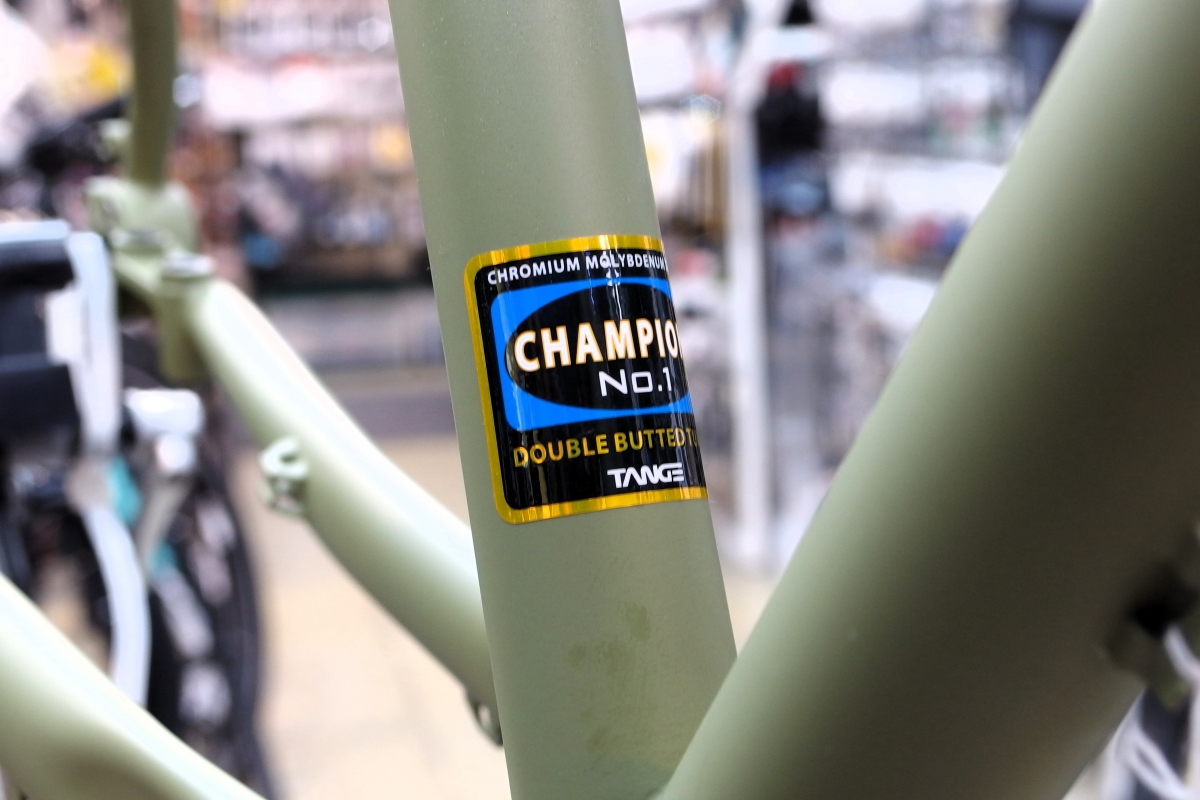 CHROMIUM MOLYBDENUM
CHAMPIO
No.1
DOUBLE BUTTED TU
TANGE